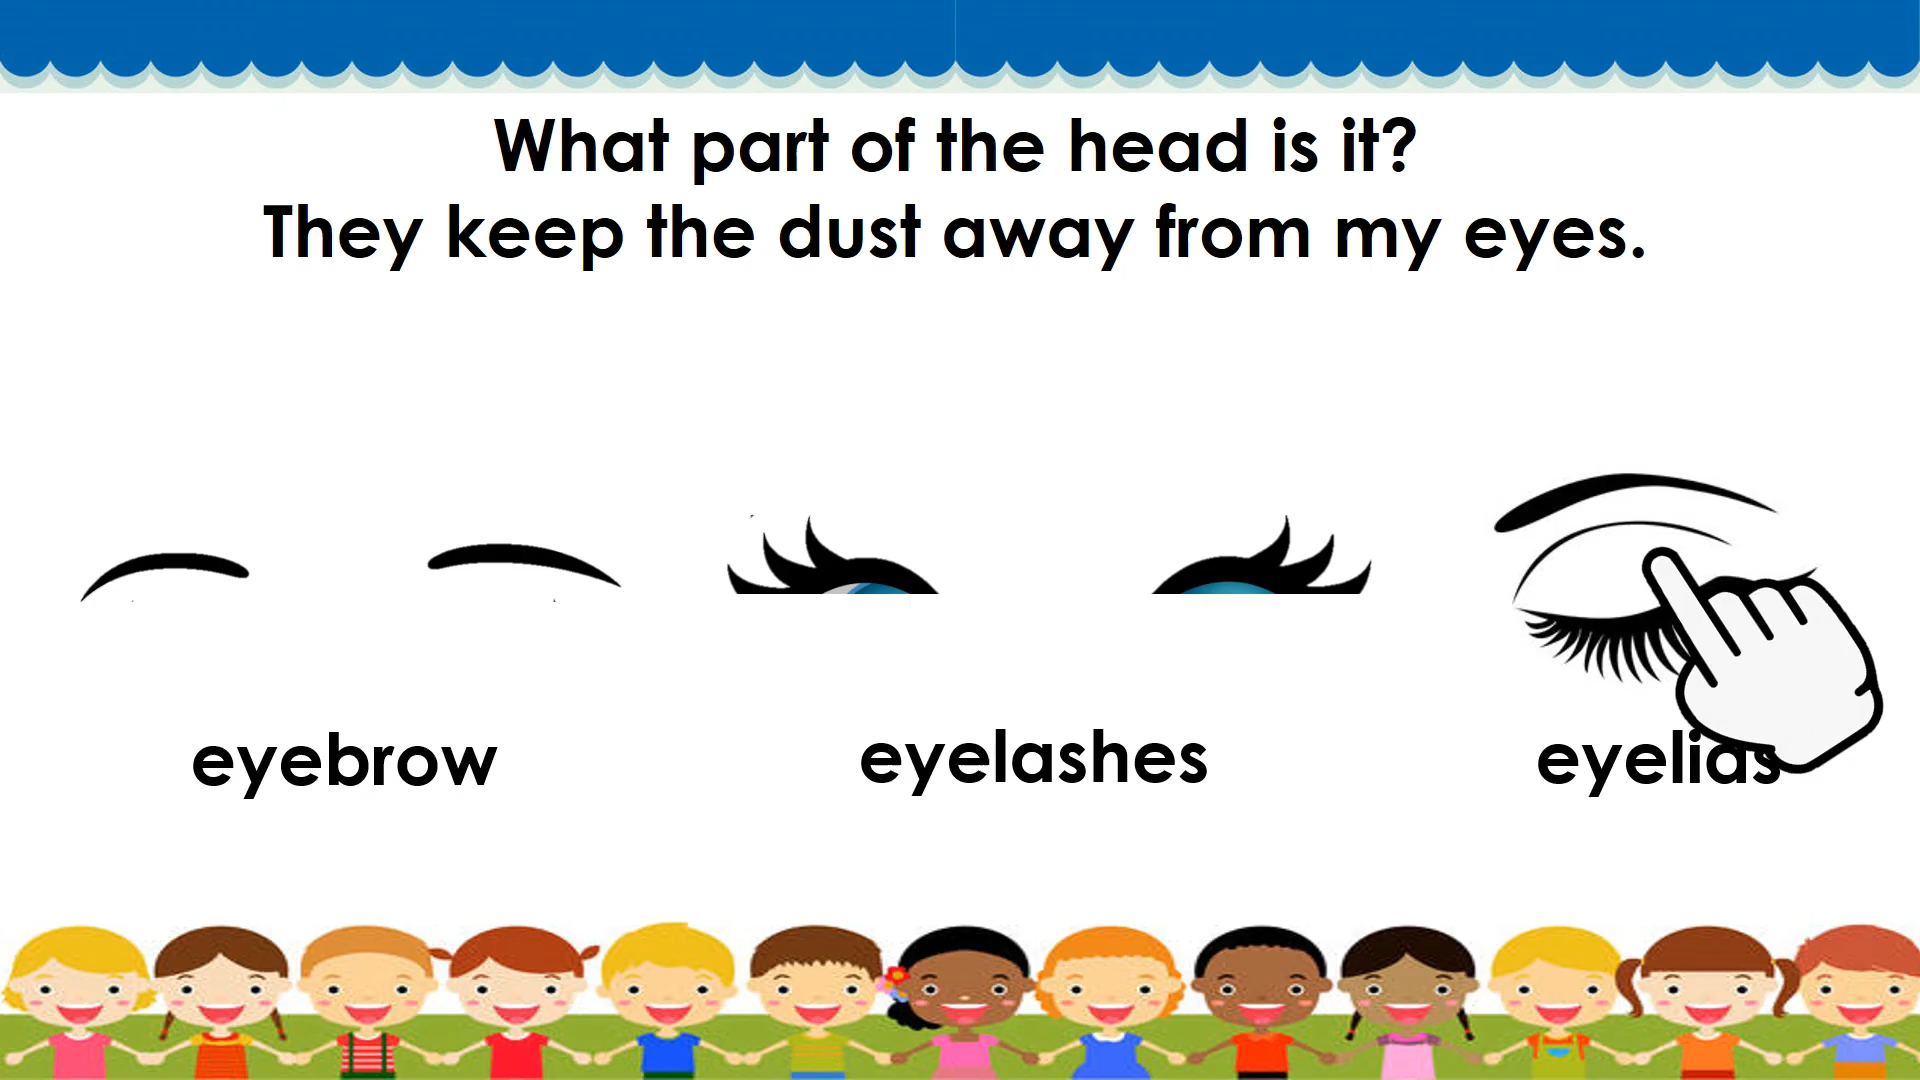 What part of the head is it?
They keep the dust away from my eyes.
eyebrow
eyelashes
eyelids